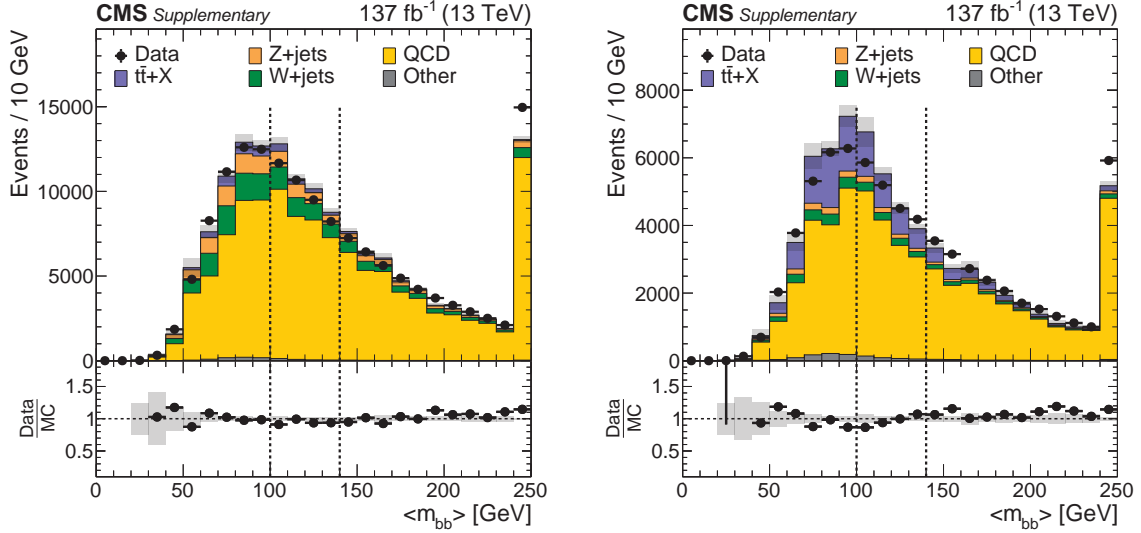 CMS Supplementary 137 fb⁻¹ (13 TeV)
Data Z+jets QCD
tt̄+X W+jets Other
Events / 10 GeV
15000
10000
5000
0
Data
MC
1.5
1
0.5
0 50 100 150 200 250
<m_bb> [GeV]
CMS Supplementary 137 fb⁻¹ (13 TeV)
Data Z+jets QCD
tt̄+X W+jets Other
Events / 10 GeV
8000
6000
4000
2000
0
Data
MC
1.5
1
0.5
0 50 100 150 200 250
<m_bb> [GeV]